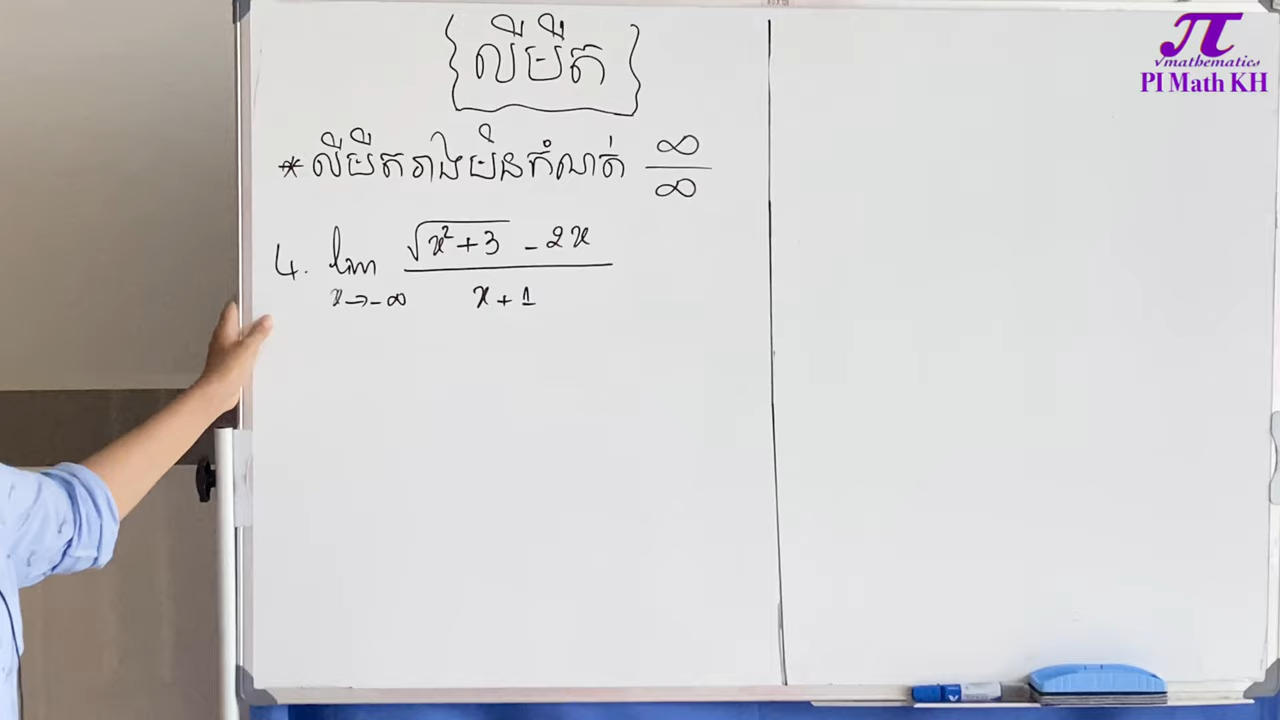 {លីមីត}
* លីមីតរាងមិនកំណត់ ∞/∞
4. lim x→-∞ (√(x²+3) - 2x)/(x+1)
π
√mathematics
PI Math KH